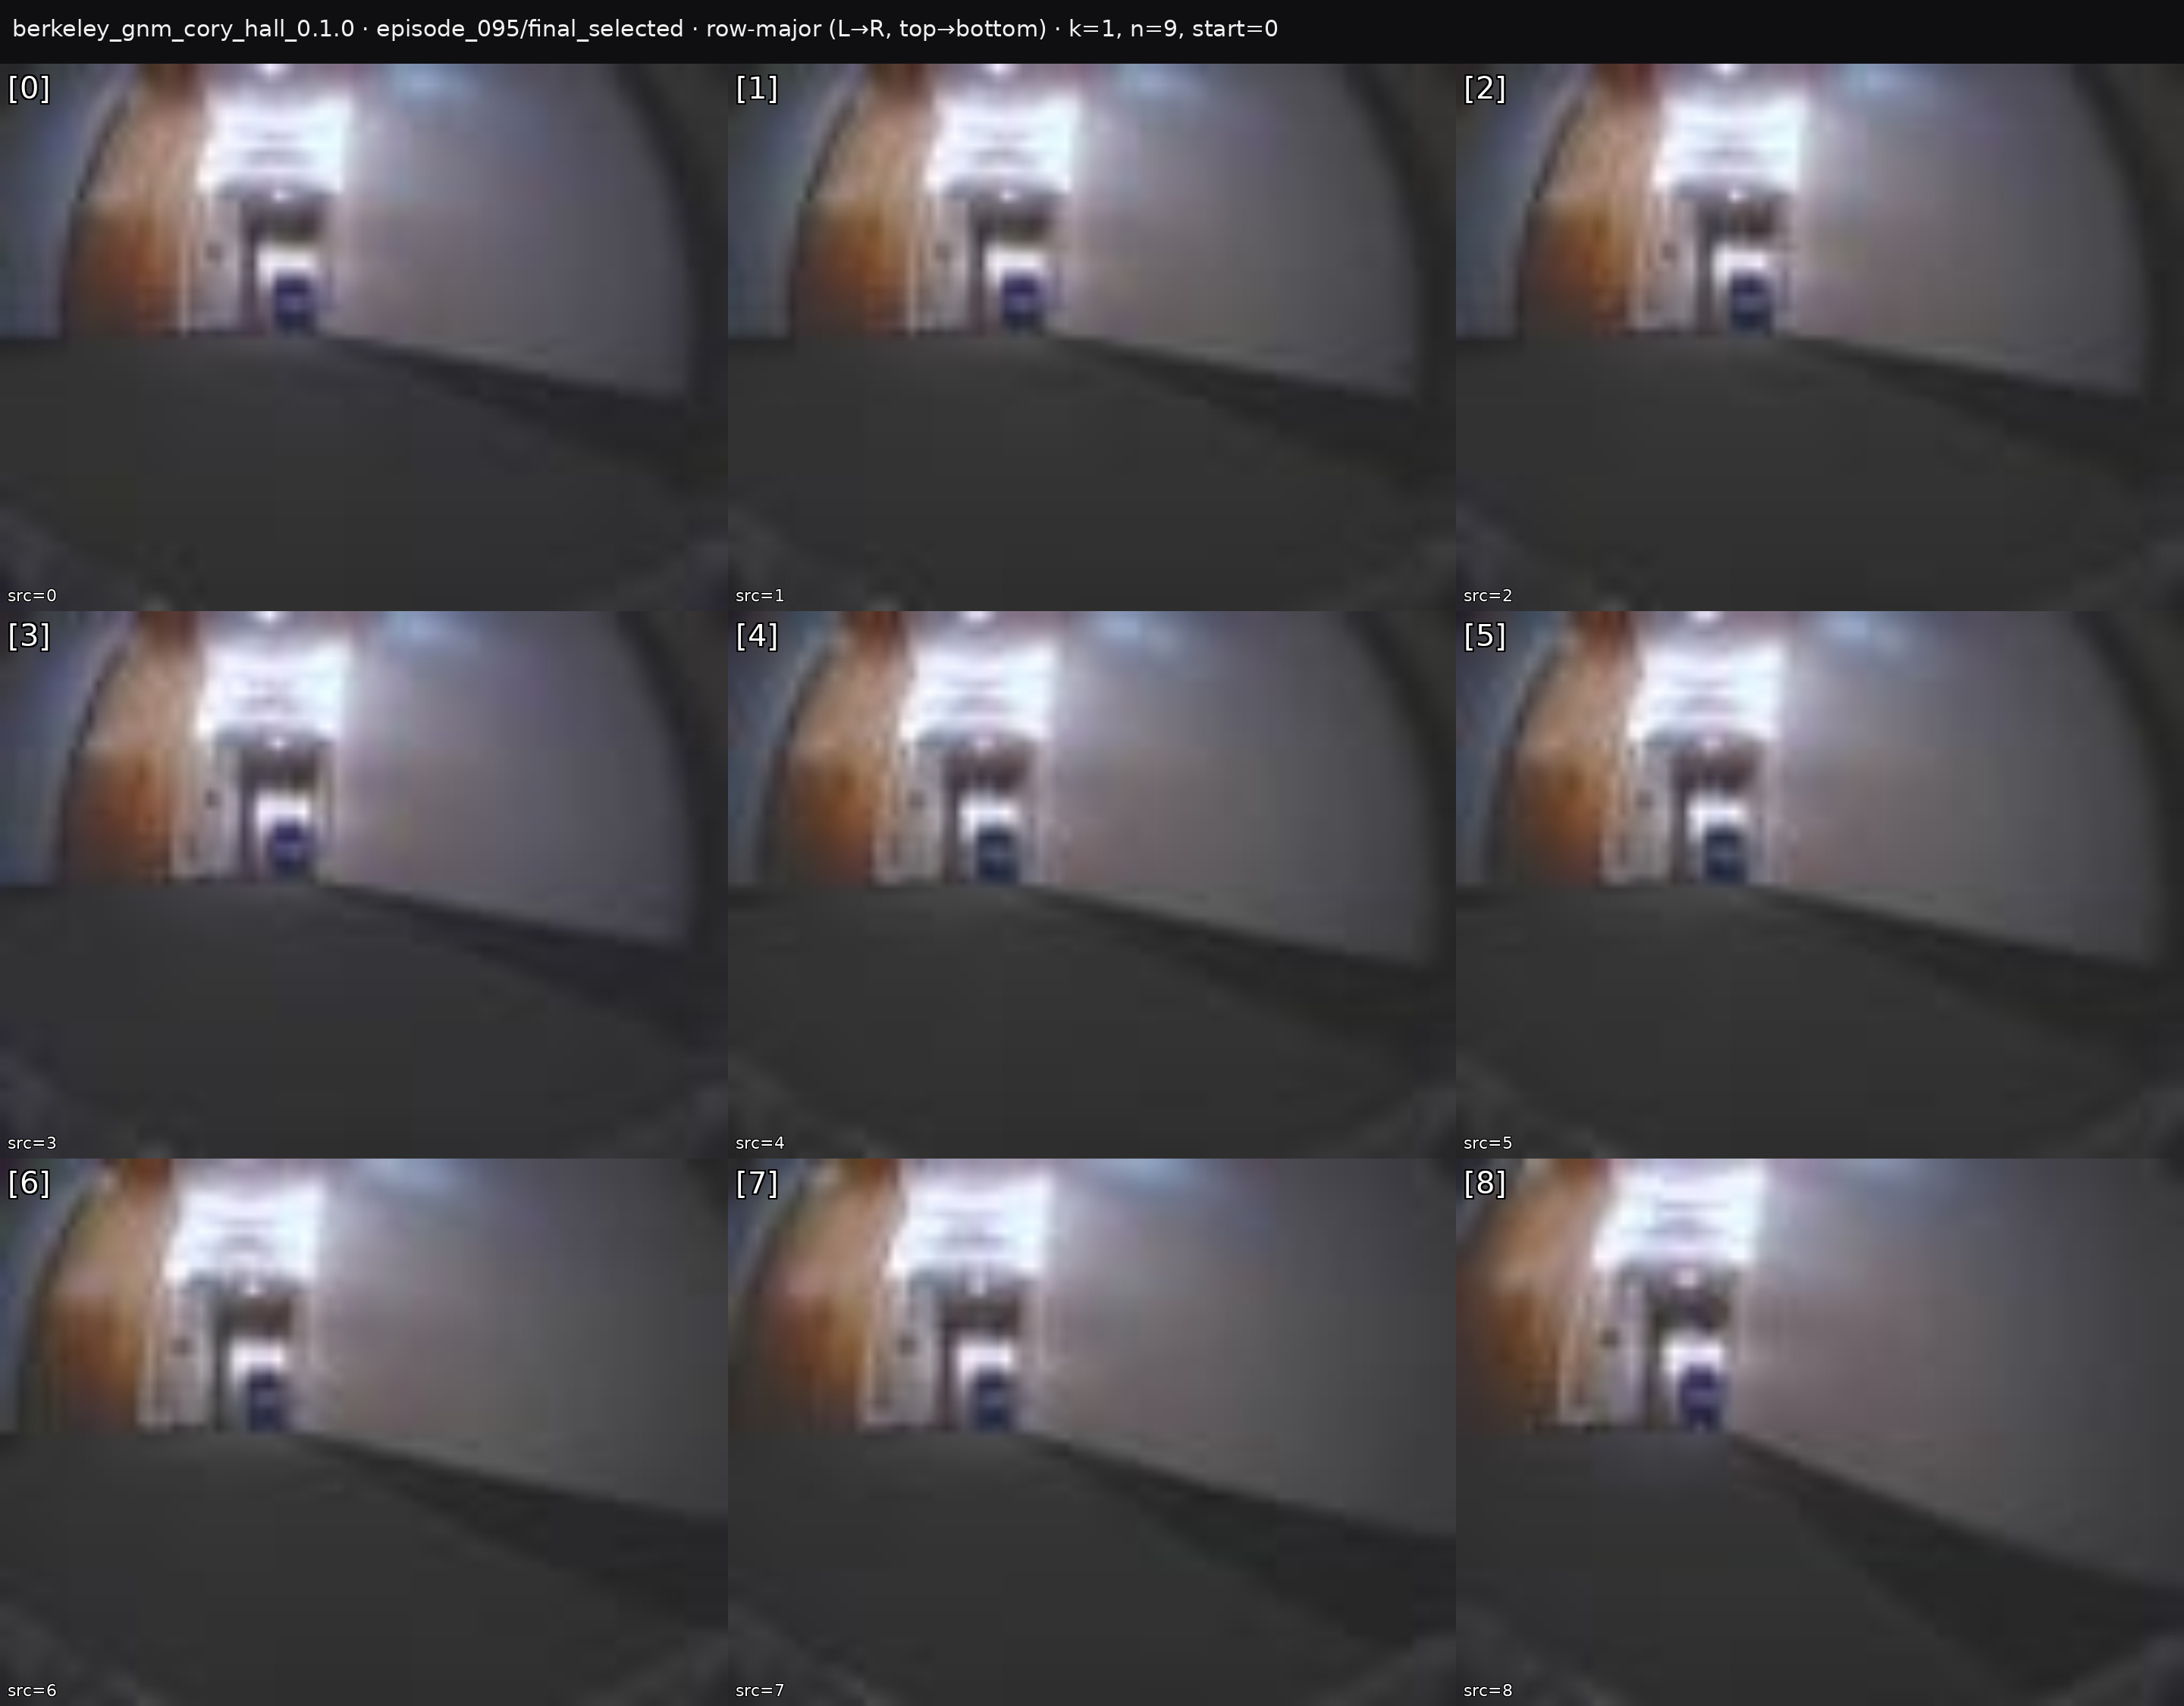 berkeley_gnm_cory_hall_0.1.0 · episode_095/final_selected · row-major (L→R, top→bottom) · k=1, n=9, start=0
[0]
[1]
[2]
src=0
src=1
src=2
[3]
[4]
[5]
src=3
src=4
src=5
[6]
[7]
[8]
src=6
src=7
src=8